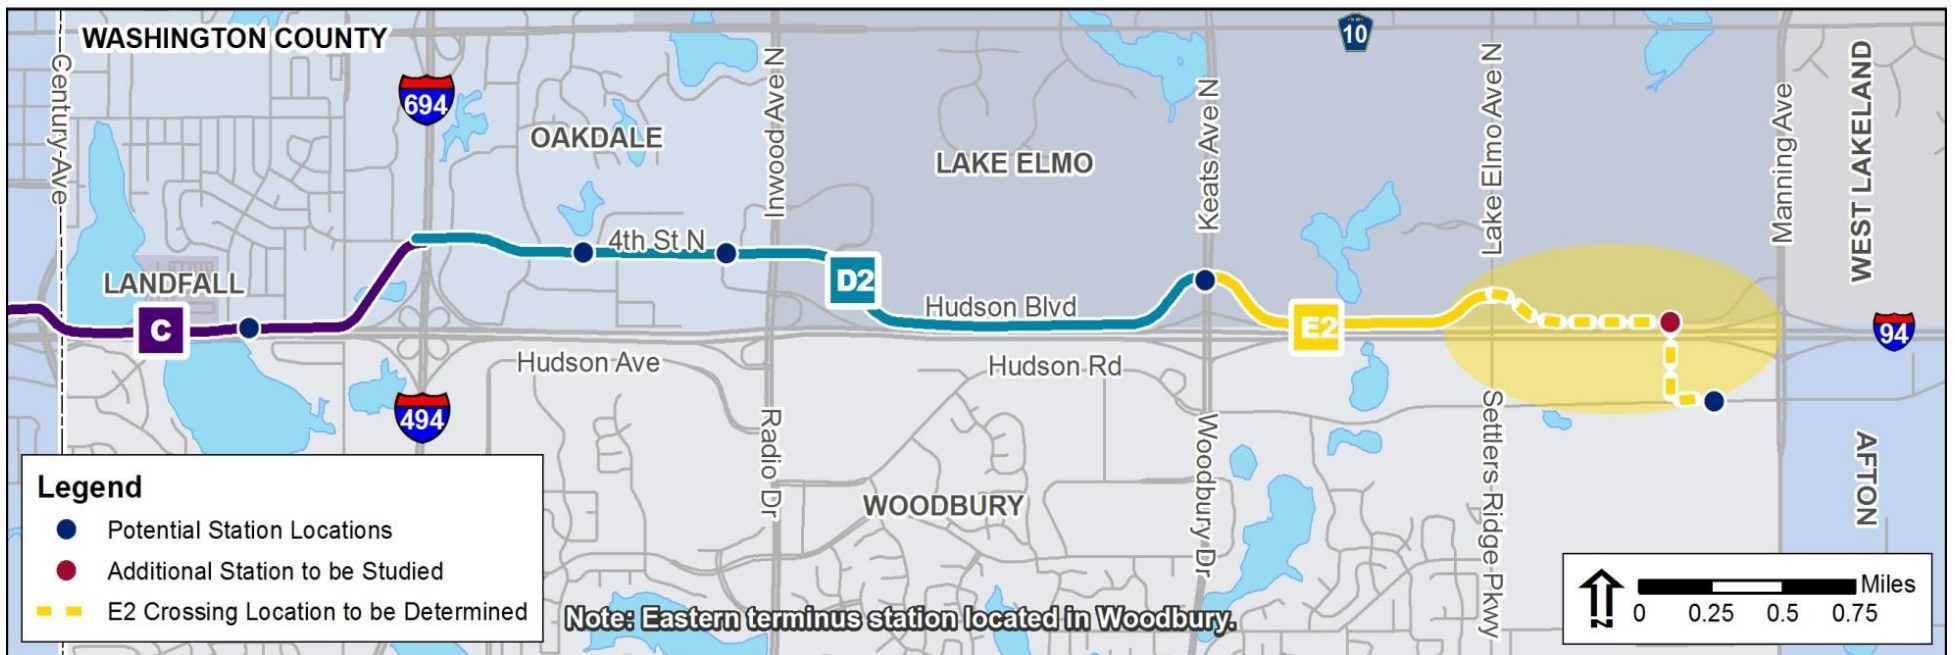 WASHINGTON COUNTY
Century Ave
694
OAKDALE
Inwood Ave N
LAKE ELMO
Keats Ave N
10
Lake Elmo Ave N
Manning Ave
WEST LAKELAND
LANDFALL
C
4th St N
D2
Hudson Blvd
E2
94
Hudson Ave
Hudson Rd
494
Radio Dr
WOODBURY
Woodbury Dr
Settlers Ridge Pkwy
AFTON
Legend
Potential Station Locations
Additional Station to be Studied
E2 Crossing Location to be Determined
Note: Eastern terminus station located in Woodbury.
N
Miles
0 0.25 0.5 0.75